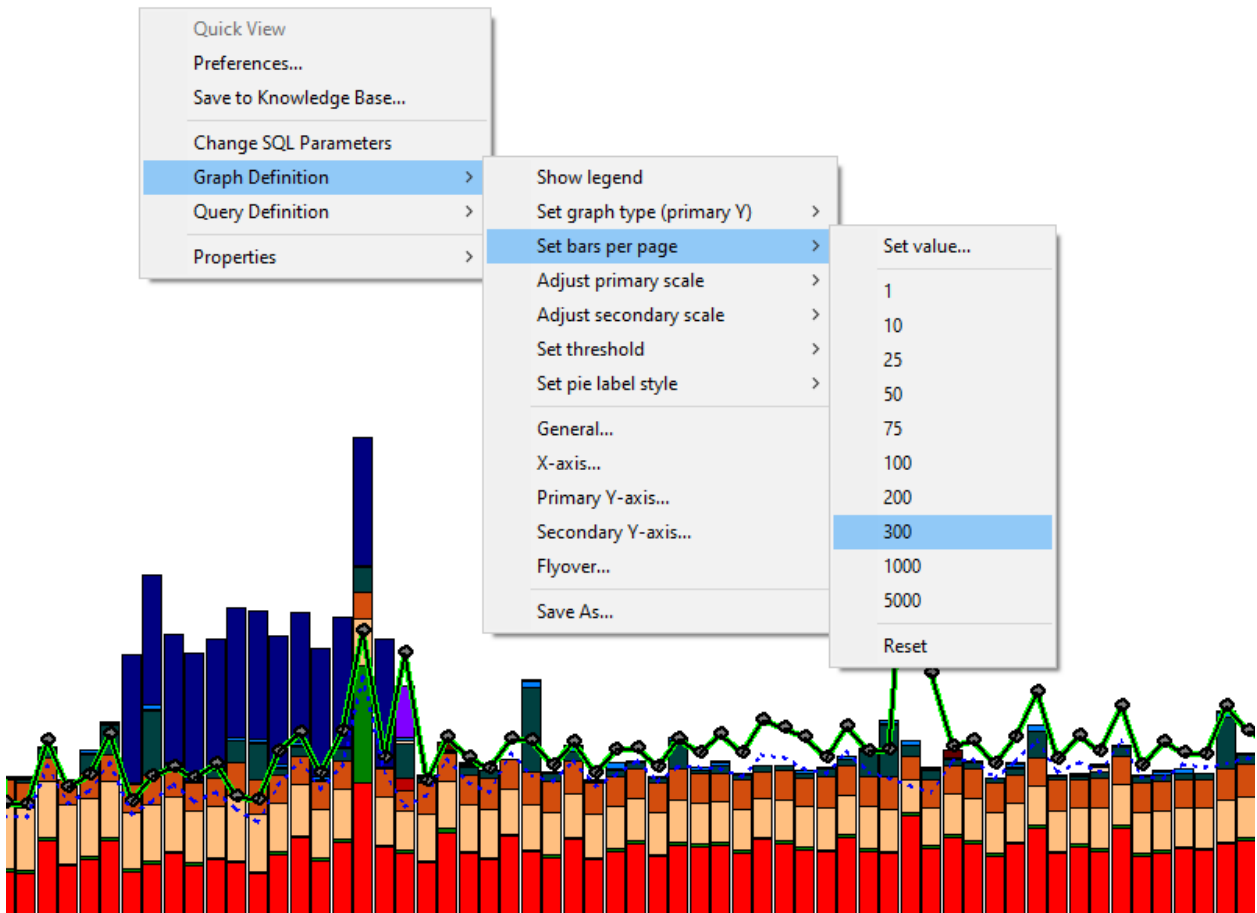 Quick View
Preferences...
Save to Knowledge Base...
Change SQL Parameters
Graph Definition
Query Definition
Properties
Show legend
Set graph type (primary Y)
Set bars per page
Adjust primary scale
Adjust secondary scale
Set threshold
Set pie label style
General...
X-axis...
Primary Y-axis...
Secondary Y-axis...
Flyover...
Save As...
Set value...
1
10
25
50
75
100
200
300
1000
5000
Reset